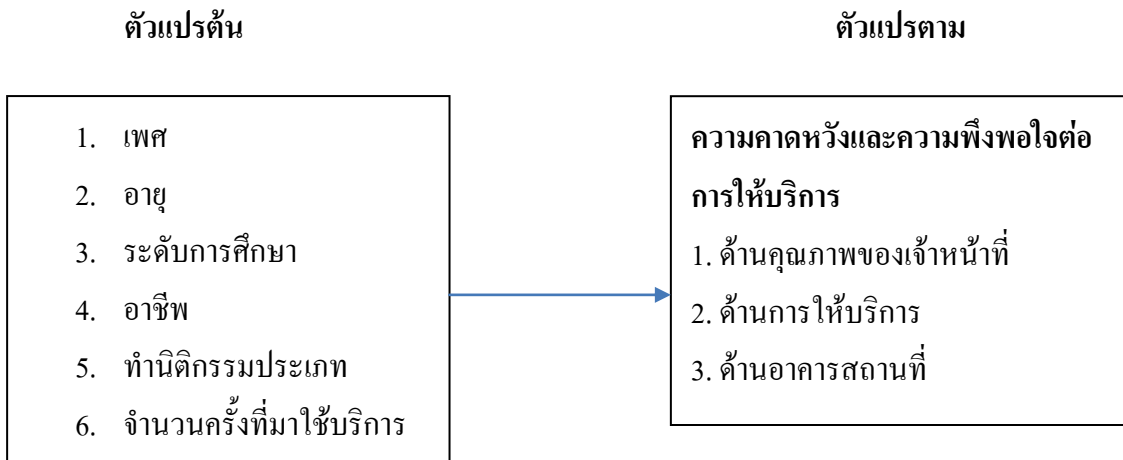 ตัวแปรต้น
ตัวแปรตาม
1. เพศ
2. อายุ
3. ระดับการศึกษา
4. อาชีพ
5. ทำนิติกรรมประเภท
6. จำนวนครั้งที่มาใช้บริการ
ความคาดหวังและความพึงพอใจต่อ
การให้บริการ
1. ด้านคุณภาพของเจ้าหน้าที่
2. ด้านการให้บริการ
3. ด้านอาคารสถานที่